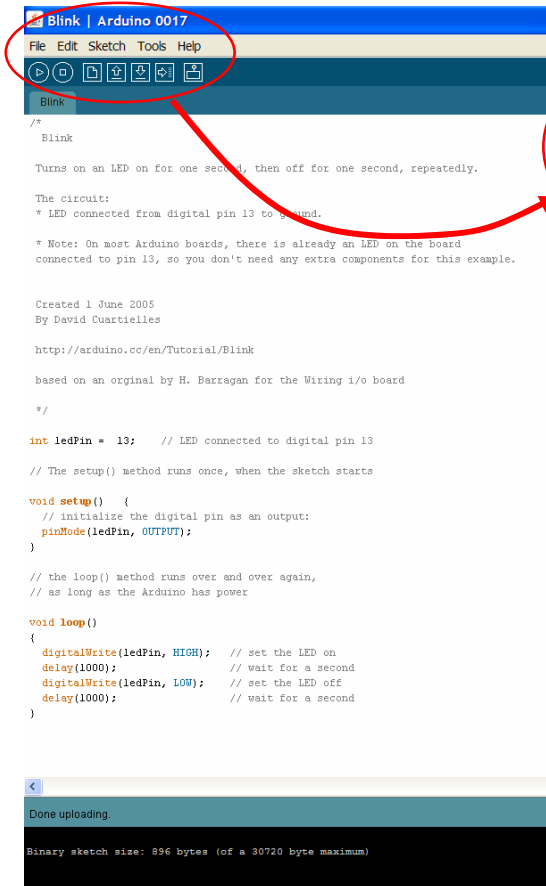 Blink | Arduino 0017
File Edit Sketch Tools Help
Blink
/*
Blink
Turns on an LED on for one second, then off for one second, repeatedly.
The circuit:
* LED connected from digital pin 13 to ground.
* Note: On most Arduino boards, there is already an LED on the board
connected to pin 13, so you don't need any extra components for this example.
Created 1 June 2005
By David Cuartielles
http://arduino.cc/en/Tutorial/Blink
based on an orginal by H. Barragan for the Wiring i/o board
*/
int ledPin = 13; // LED connected to digital pin 13
// The setup() method runs once, when the sketch starts
void setup() {
// initialize the digital pin as an output:
pinMode(ledPin, OUTPUT);
}
// the loop() method runs over and over again,
// as long as the Arduino has power
void loop()
{
digitalWrite(ledPin, HIGH); // set the LED on
delay(1000); // wait for a second
digitalWrite(ledPin, LOW); // set the LED off
delay(1000); // wait for a second
}
Done uploading.
Binary sketch size: 896 bytes (of a 30720 byte maximum)